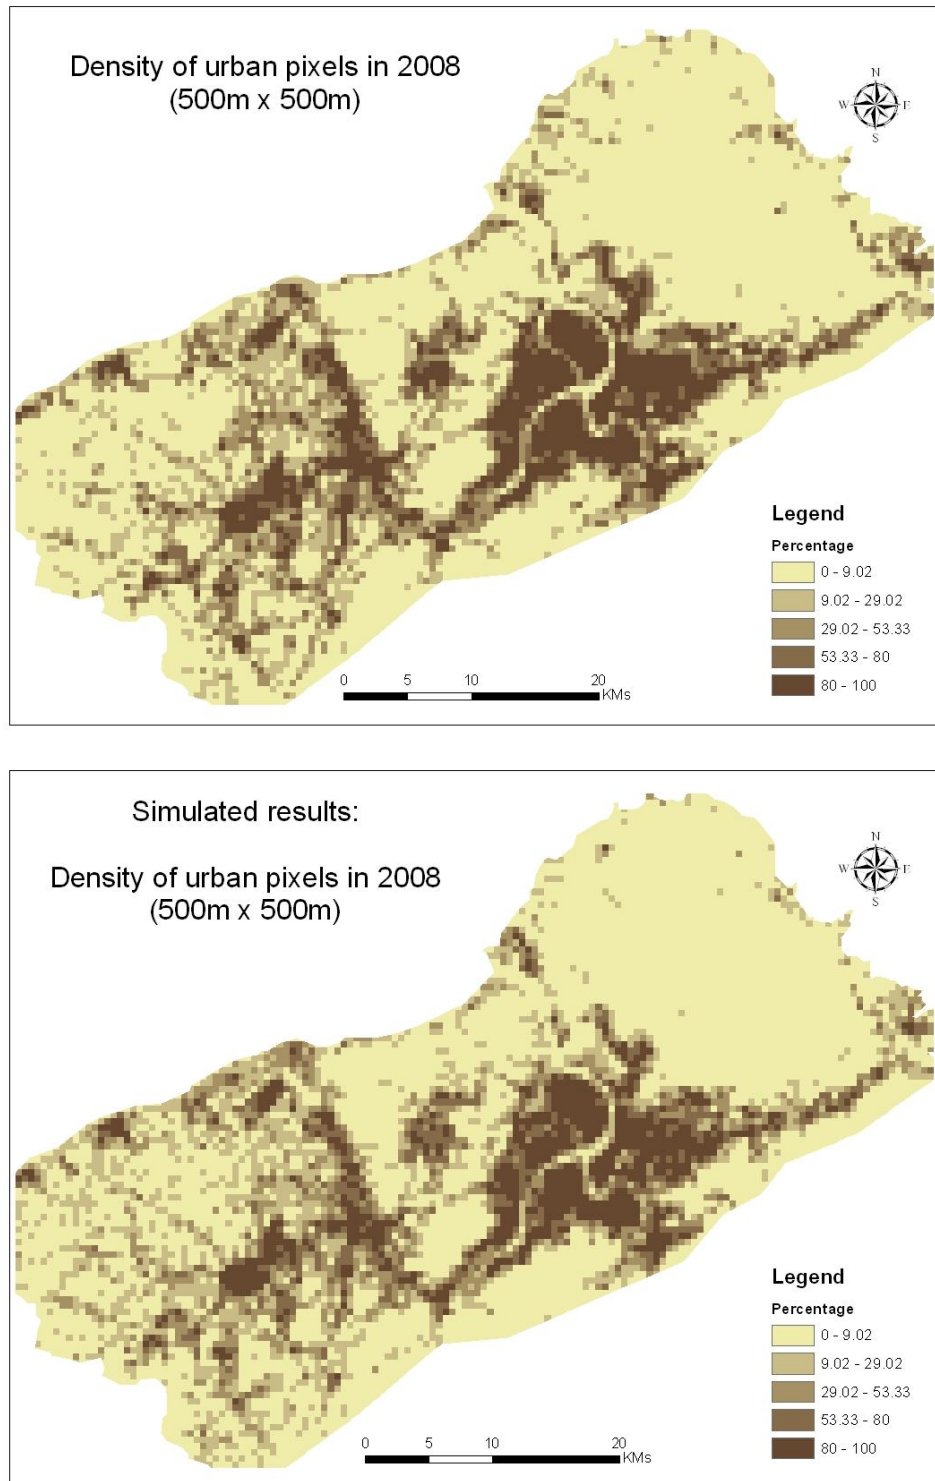 Density of urban pixels in 2008
(500m x 500m)
N
W E
S
Legend
Percentage
0 - 9.02
9.02 - 29.02
29.02 - 53.33
53.33 - 80
80 - 100
0 5 10 20
KMs
Simulated results:
Density of urban pixels in 2008
(500m x 500m)
N
W E
S
Legend
Percentage
0 - 9.02
9.02 - 29.02
29.02 - 53.33
53.33 - 80
80 - 100
0 5 10 20
KMs